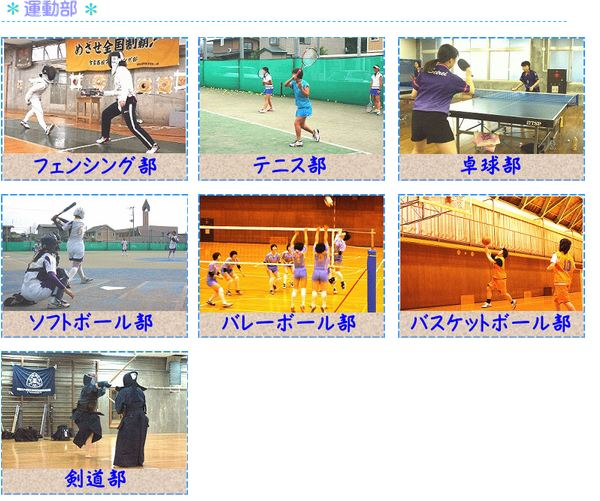 ＊運動部＊
めざせ全国制覇！
フェンシング部
テニス部
卓球部
ソフトボール部
バレーボール部
バスケットボール部
剣道部